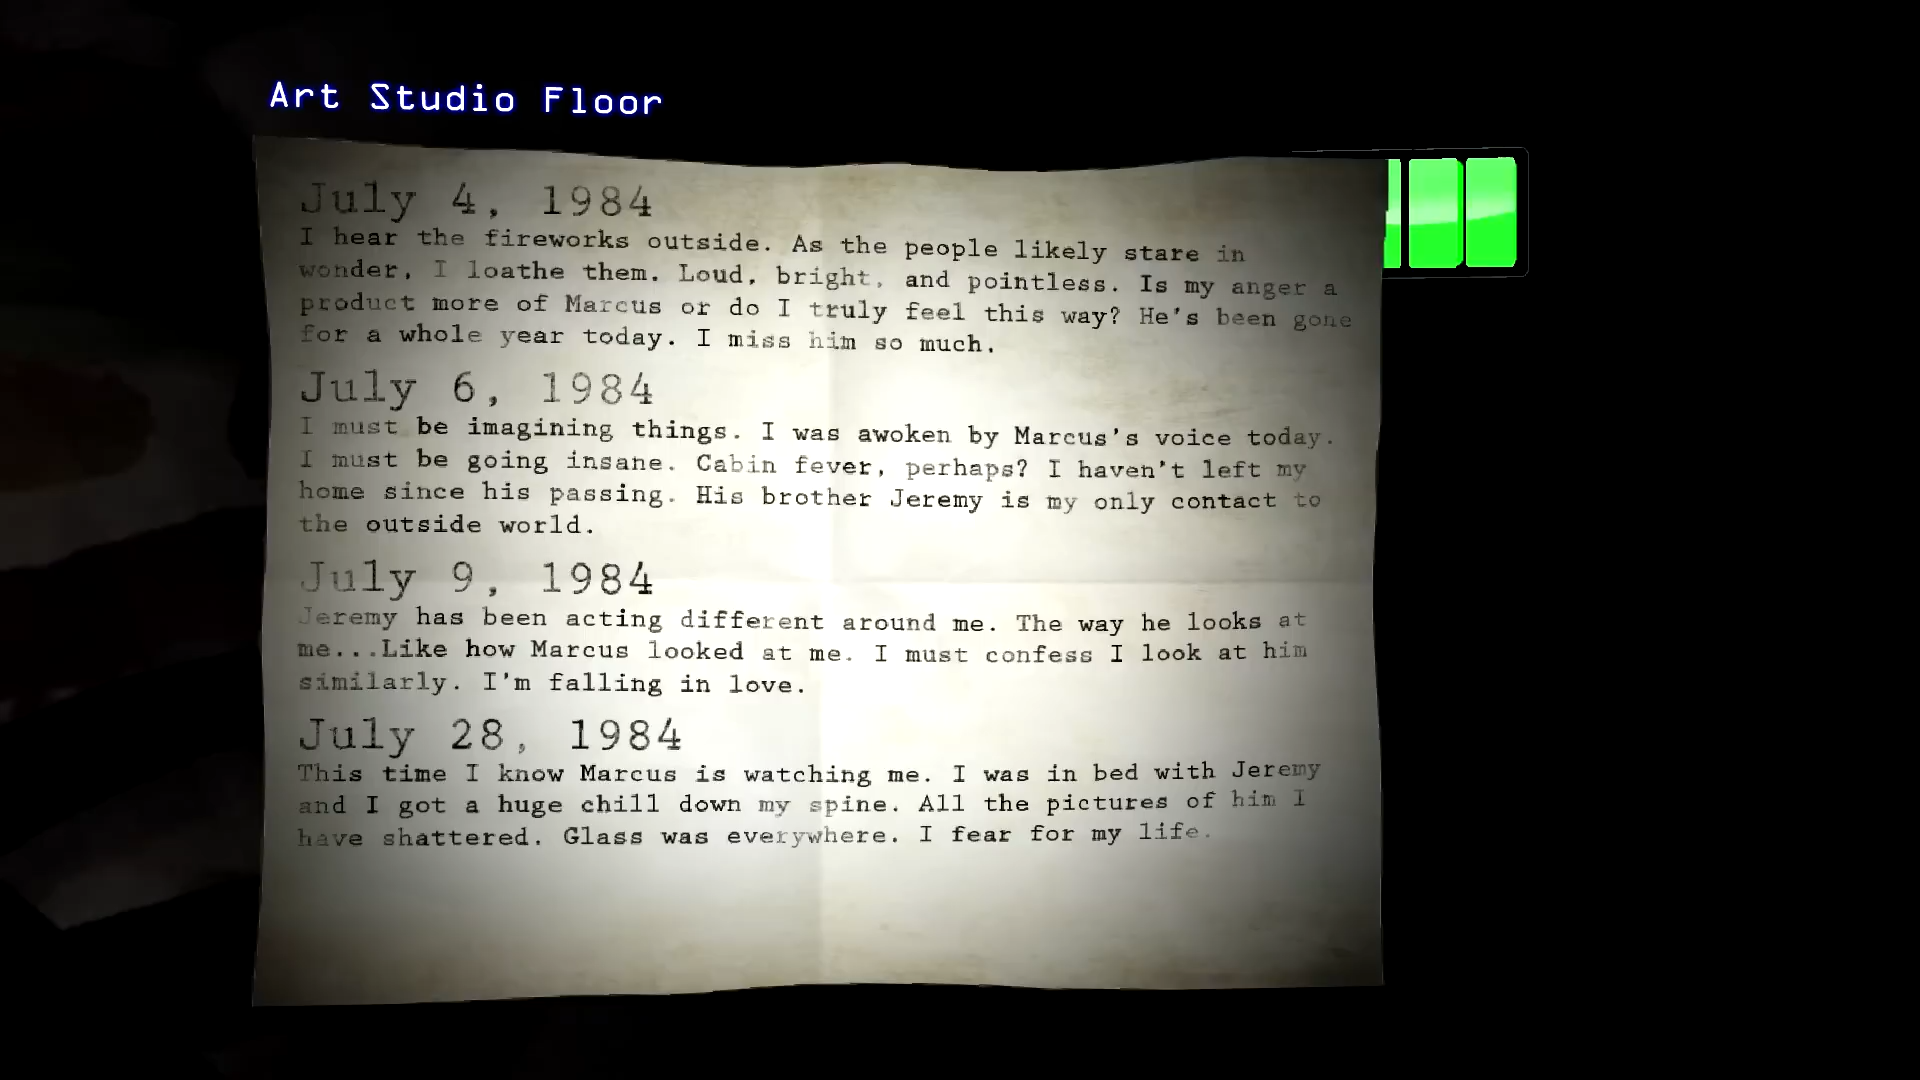 Art Studio Floor
July 4, 1984
I hear the fireworks outside. As the people likely stare in
wonder, I loathe them. Loud, bright, and pointless. Is my anger a
product more of Marcus or do I truly feel this way? He's been gone
for a whole year today. I miss him so much.
July 6, 1984
I must be imagining things. I was awoken by Marcus's voice today.
I must be going insane. Cabin fever, perhaps? I haven't left my
home since his passing. His brother Jeremy is my only contact to
the outside world.
July 9, 1984
Jeremy has been acting different around me. The way he looks at
me...Like how Marcus looked at me. I must confess I look at him
similarly. I'm falling in love.
July 28, 1984
This time I know Marcus is watching me. I was in bed with Jeremy
and I got a huge chill down my spine. All the pictures of him I
have shattered. Glass was everywhere. I fear for my life.